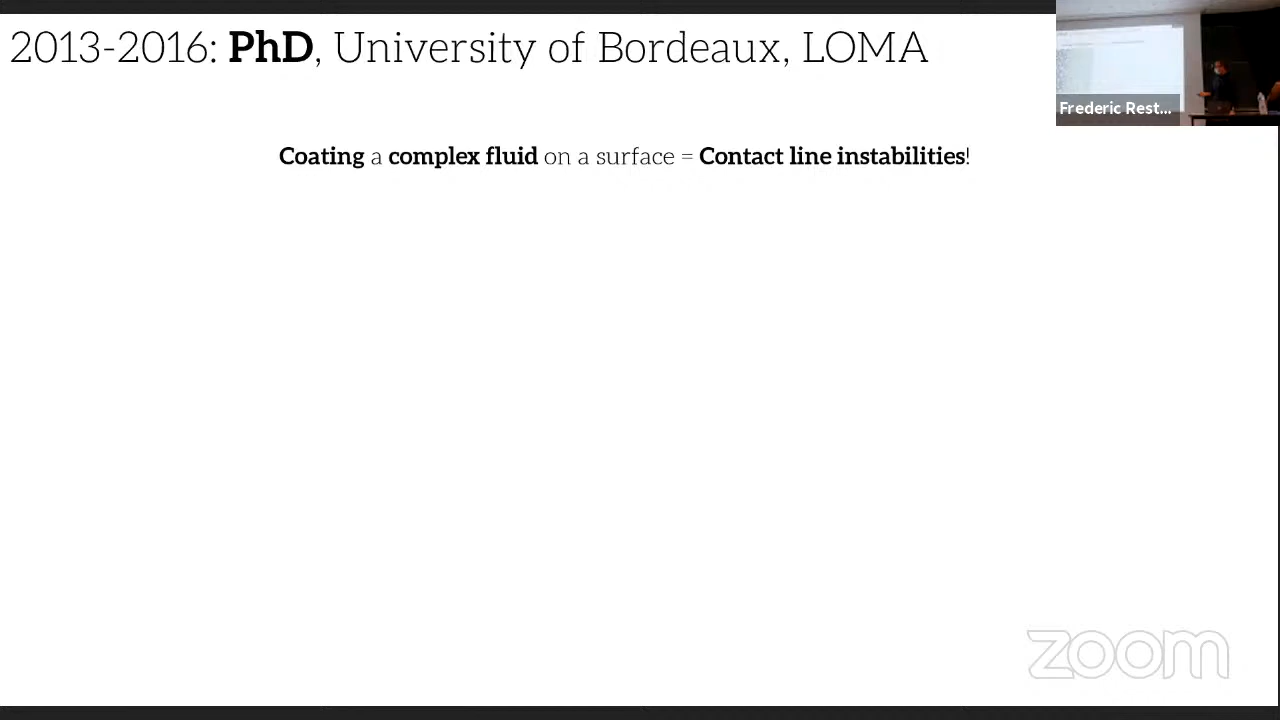 2013-2016: PhD, University of Bordeaux, LOMA
Frederic Rest...
Coating a complex fluid on a surface = Contact line instabilities!
zoom